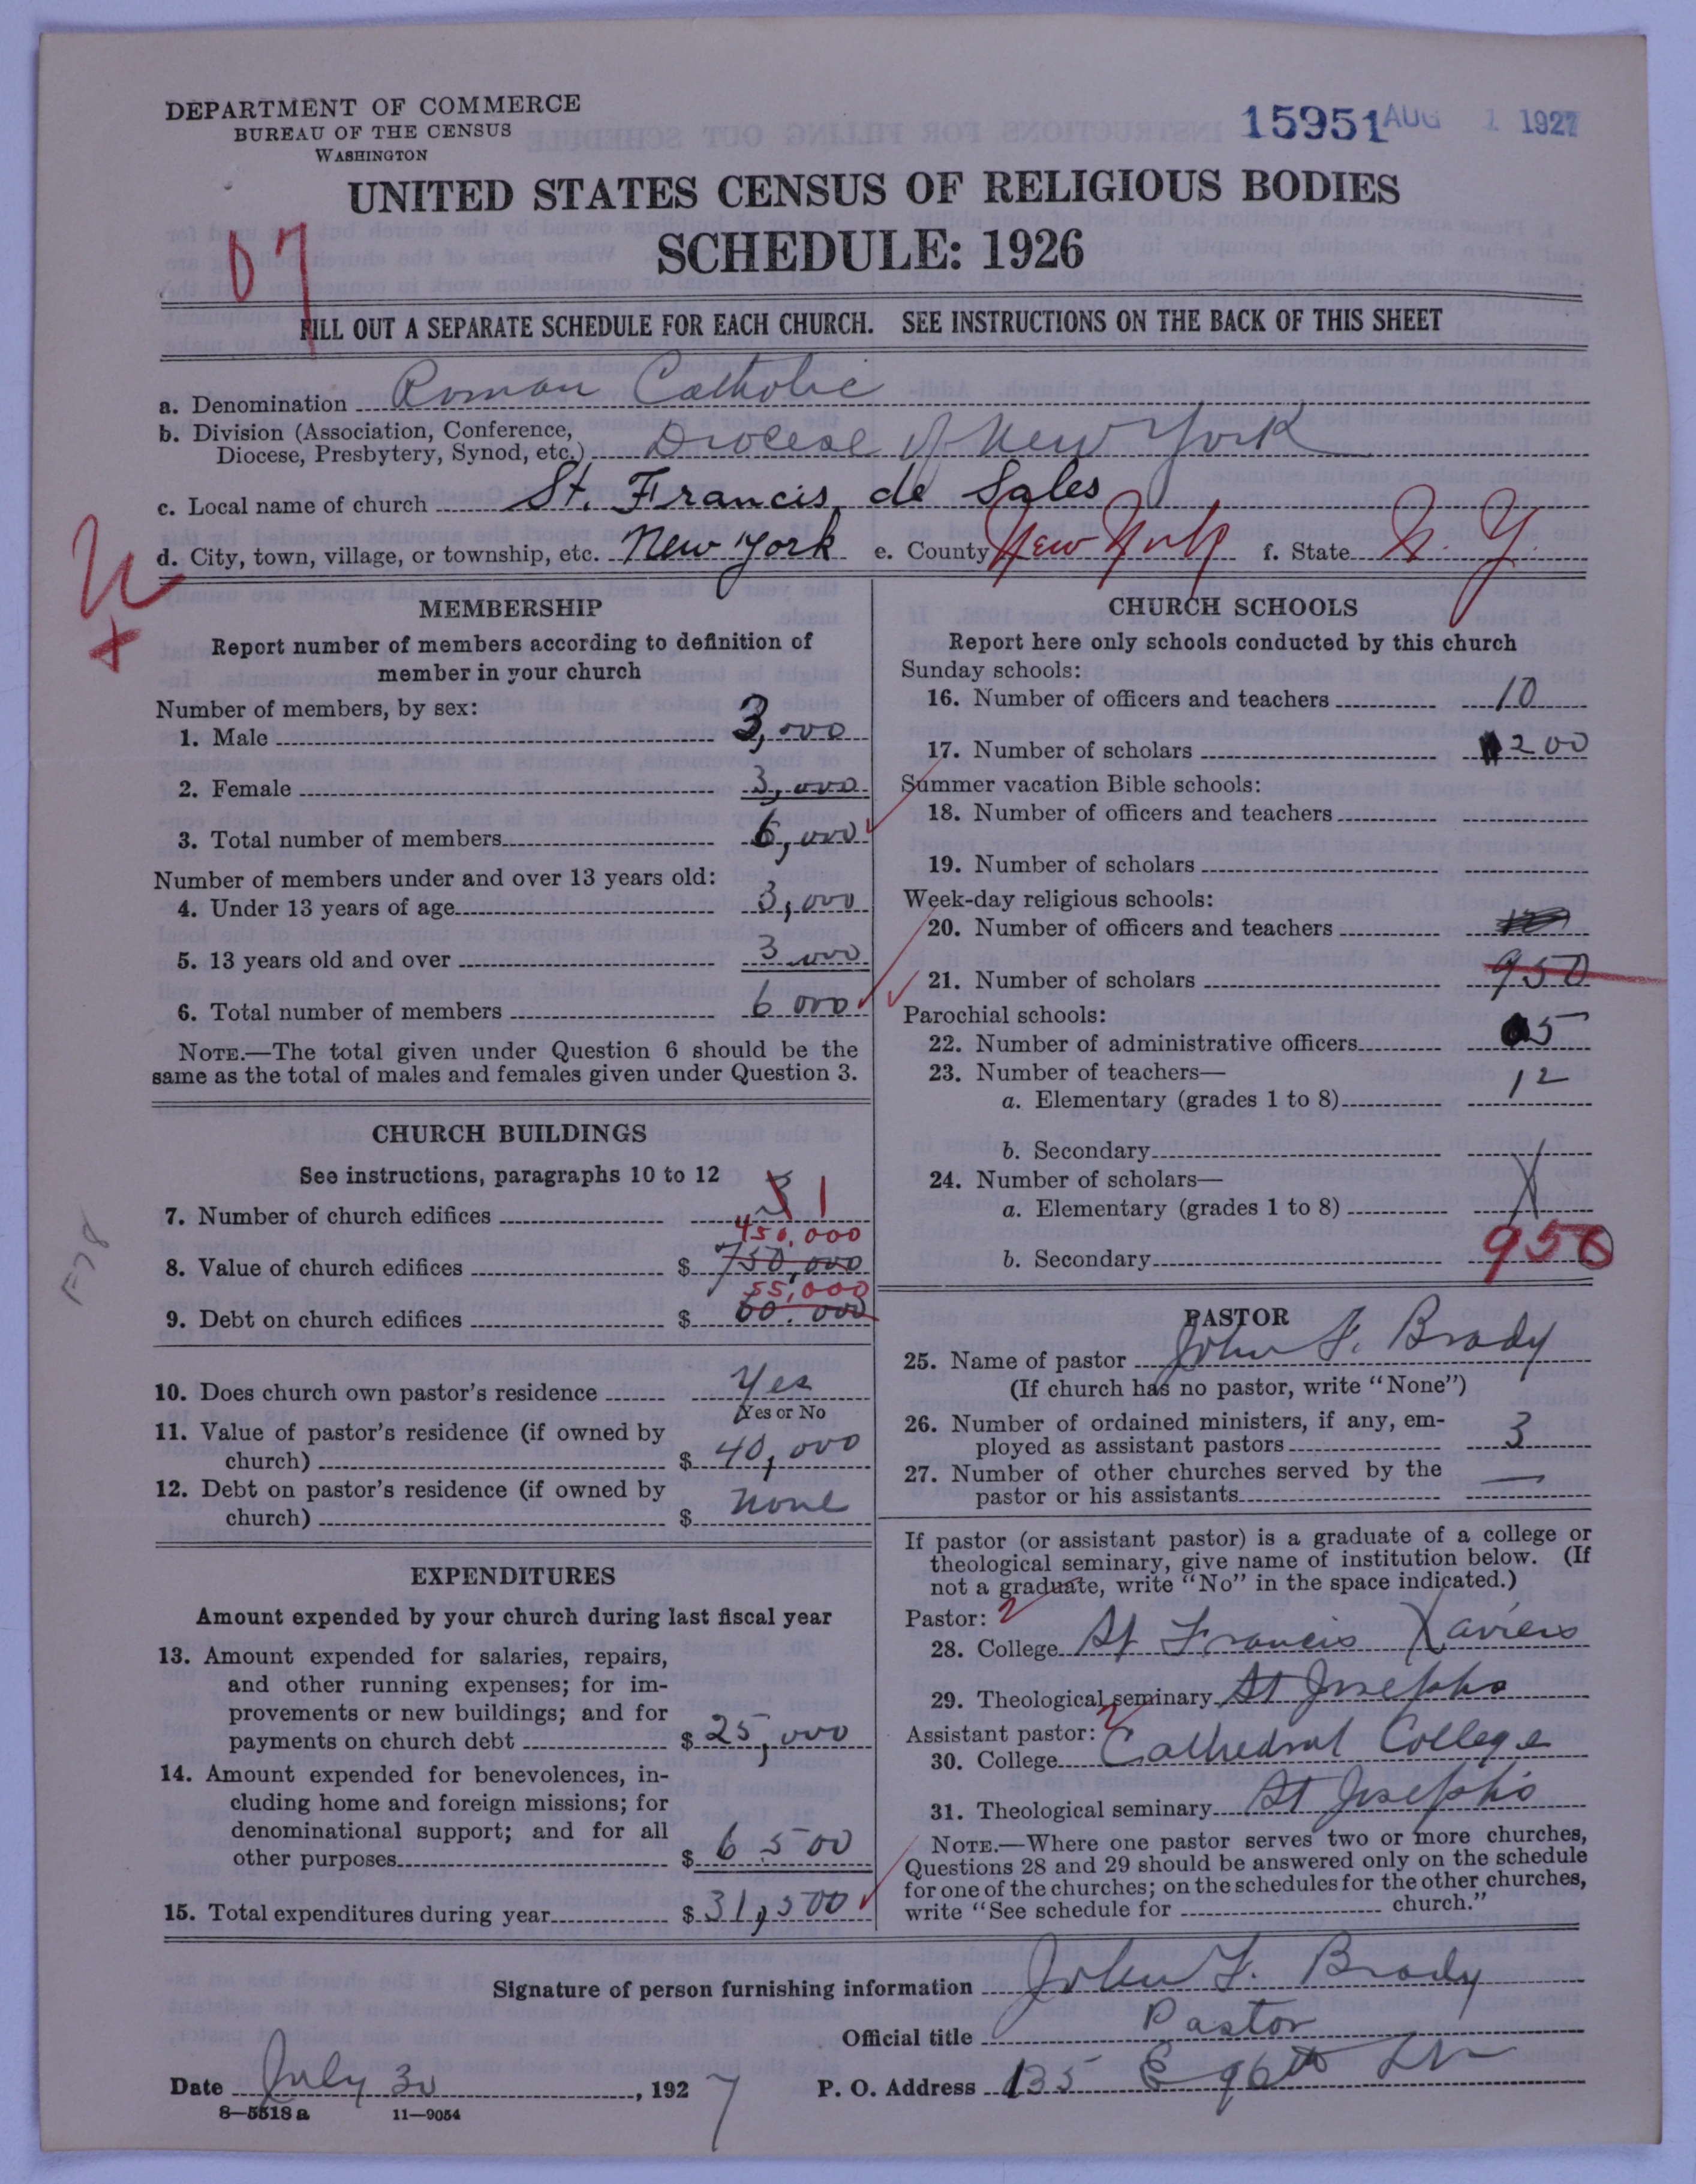 DEPARTMENT OF COMMERCE
BUREAU OF THE CENSUS
WASHINGTON
15951 AUG 1 1927
UNITED STATES CENSUS OF RELIGIOUS BODIES
SCHEDULE: 1926
07
FILL OUT A SEPARATE SCHEDULE FOR EACH CHURCH. SEE INSTRUCTIONS ON THE BACK OF THIS SHEET
a. Denomination Roman Catholic
b. Division (Association, Conference,
Diocese, Presbytery, Synod, etc.) Diocese of New York
c. Local name of church St. Francis de Sales
d. City, town, village, or township, etc. New York e. County New York f. State N. Y.
MEMBERSHIP
Report number of members according to definition of
member in your church
Number of members, by sex:
1. Male 3,000
2. Female 3,000
3. Total number of members 6,000
Number of members under and over 13 years old:
4. Under 13 years of age 3,000
5. 13 years old and over 3 000
6. Total number of members 6 000
NOTE.—The total given under Question 6 should be the
same as the total of males and females given under Question 3.
CHURCH BUILDINGS
See instructions, paragraphs 10 to 12
7. Number of church edifices 1
450,000
8. Value of church edifices $ 750,000
55,000
9. Debt on church edifices $ 60,000
10. Does church own pastor's residence Yes
Yes or No
11. Value of pastor's residence (if owned by
church) $ 40,000
12. Debt on pastor's residence (if owned by
church) $ none
EXPENDITURES
Amount expended by your church during last fiscal year
13. Amount expended for salaries, repairs,
and other running expenses; for im-
provements or new buildings; and for
payments on church debt $ 25,000
14. Amount expended for benevolences, in-
cluding home and foreign missions; for
denominational support; and for all
other purposes $ 6 500
15. Total expenditures during year $ 31,500
CHURCH SCHOOLS
Report here only schools conducted by this church
Sunday schools:
16. Number of officers and teachers 10
17. Number of scholars 200
Summer vacation Bible schools:
18. Number of officers and teachers
19. Number of scholars
Week-day religious schools:
20. Number of officers and teachers
21. Number of scholars 950
Parochial schools:
22. Number of administrative officers 5
23. Number of teachers—
a. Elementary (grades 1 to 8) 12
b. Secondary
24. Number of scholars—
a. Elementary (grades 1 to 8)
b. Secondary 950
PASTOR
25. Name of pastor John F. Brady
(If church has no pastor, write "None")
26. Number of ordained ministers, if any, em-
ployed as assistant pastors 3
27. Number of other churches served by the
pastor or his assistants —
If pastor (or assistant pastor) is a graduate of a college or
theological seminary, give name of institution below. (If
not a graduate, write "No" in the space indicated.)
Pastor: 2
28. College St Francis Xaviers
29. Theological seminary St Josephs
Assistant pastor: 2
30. College Cathedral College
31. Theological seminary St Joseph's
NOTE.—Where one pastor serves two or more churches,
Questions 28 and 29 should be answered only on the schedule
for one of the churches; on the schedules for the other churches,
write "See schedule for church."
Signature of person furnishing information John F. Brady
Official title Pastor
Date July 30, 1927 P. O. Address 135 E 96th St
8—5518 a 11—9054